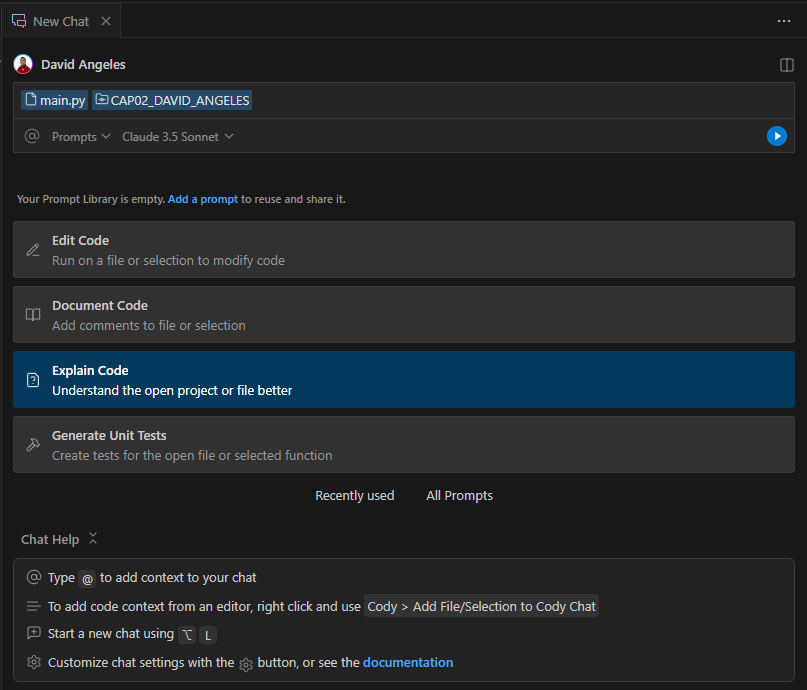 New Chat
David Angeles
main.py CAP02_DAVID_ANGELES
@ Prompts Claude 3.5 Sonnet
Your Prompt Library is empty. Add a prompt to reuse and share it.
Edit Code
Run on a file or selection to modify code
Document Code
Add comments to file or selection
Explain Code
Understand the open project or file better
Generate Unit Tests
Create tests for the open file or selected function
Recently used All Prompts
Chat Help
@ Type @ to add context to your chat
To add code context from an editor, right click and use Cody > Add File/Selection to Cody Chat
Start a new chat using ⌥ L
Customize chat settings with the button, or see the documentation